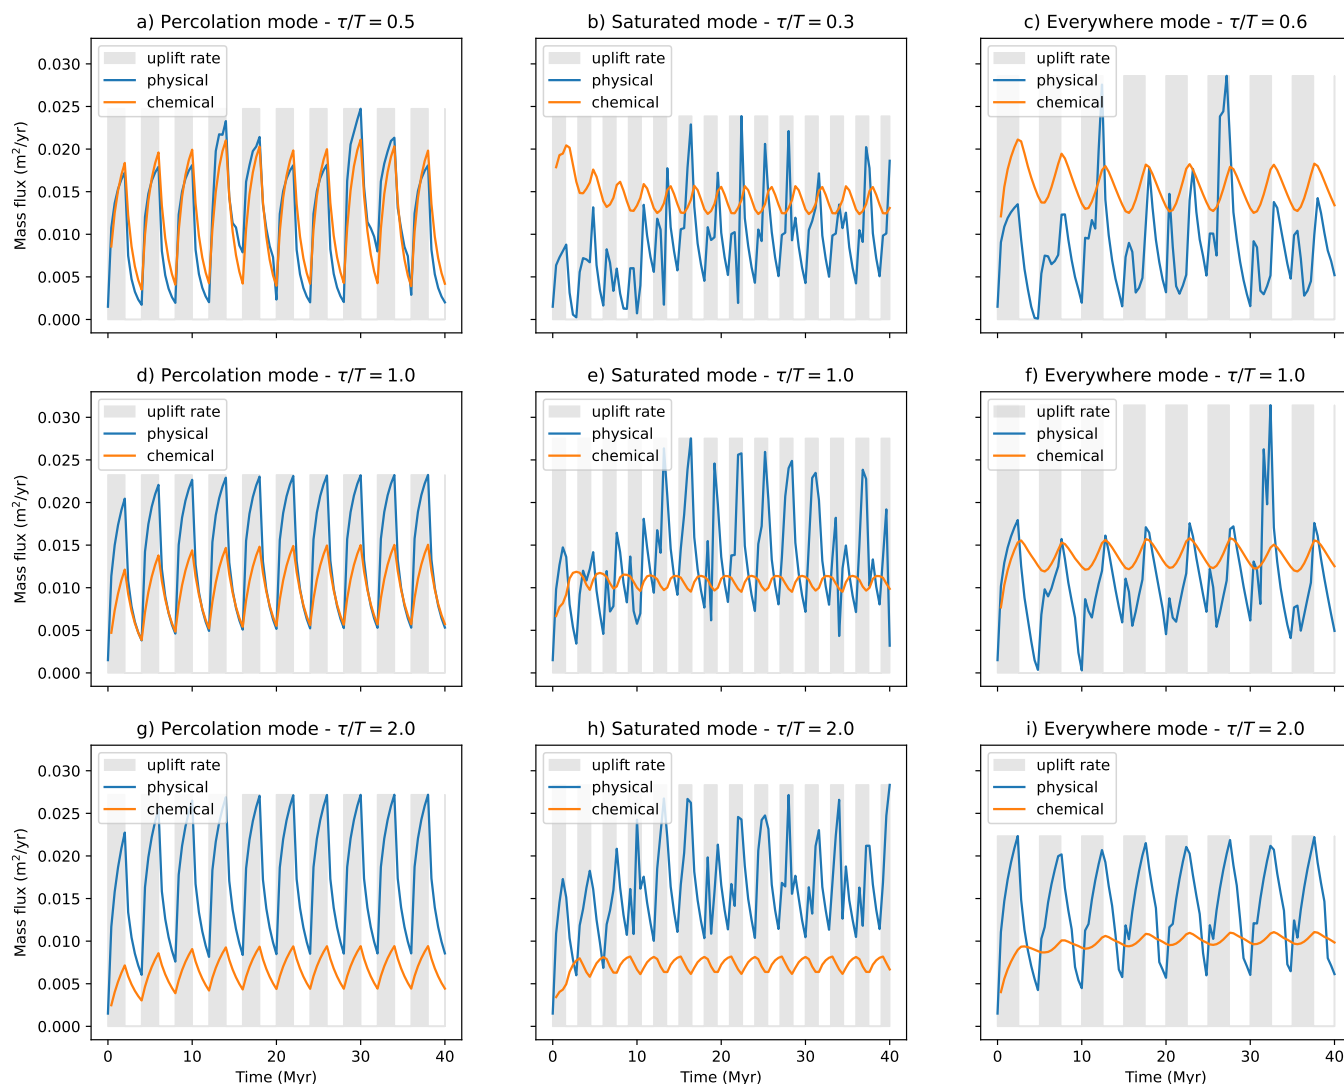 a) Percolation mode - τ/T = 0.5
b) Saturated mode - τ/T = 0.3
c) Everywhere mode - τ/T = 0.6
uplift rate
physical
chemical
uplift rate
physical
chemical
uplift rate
physical
chemical
Mass flux (m²/yr)
0.030
0.025
0.020
0.015
0.010
0.005
0.000
d) Percolation mode - τ/T = 1.0
e) Saturated mode - τ/T = 1.0
f) Everywhere mode - τ/T = 1.0
uplift rate
physical
chemical
uplift rate
physical
chemical
uplift rate
physical
chemical
Mass flux (m²/yr)
0.030
0.025
0.020
0.015
0.010
0.005
0.000
g) Percolation mode - τ/T = 2.0
h) Saturated mode - τ/T = 2.0
i) Everywhere mode - τ/T = 2.0
uplift rate
physical
chemical
uplift rate
physical
chemical
uplift rate
physical
chemical
Mass flux (m²/yr)
0.030
0.025
0.020
0.015
0.010
0.005
0.000
0 10 20 30 40
0 10 20 30 40
0 10 20 30 40
Time (Myr)
Time (Myr)
Time (Myr)